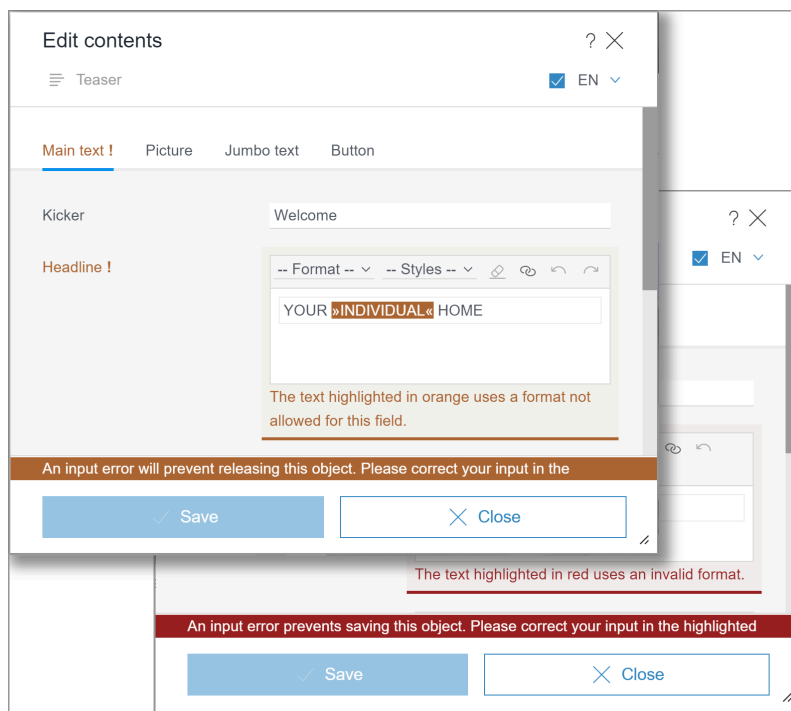 Edit contents
?
Teaser
EN
Main text !
Picture
Jumbo text
Button
Kicker
Welcome
Headline !
-- Format --
-- Styles --
YOUR »INDIVIDUAL« HOME
The text highlighted in orange uses a format not
allowed for this field.
An input error will prevent releasing this object. Please correct your input in the
Save
Close
?
EN
The text highlighted in red uses an invalid format.
An input error prevents saving this object. Please correct your input in the highlighted
Save
Close